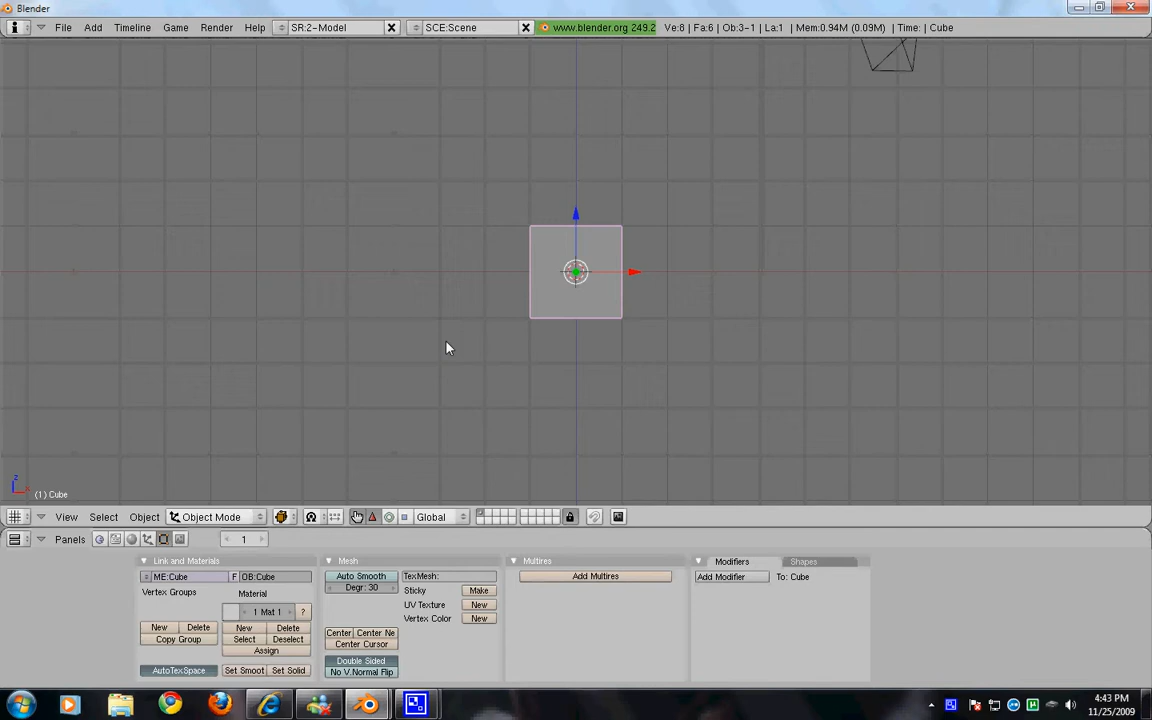 Blender
File Add Timeline Game Render Help SR:2-Model SCE:Scene www.blender.org 249.2 Ve:8 | Fa:6 | Ob:3-1 | La:1 | Mem:0.94M (0.09M) | Time: | Cube
z
(1) Cube
View Select Object Object Mode Global
Panels 1
Link and Materials Mesh Multires Modifiers Shapes
ME:Cube F OB:Cube Auto Smooth TexMesh: Add Multires Add Modifier To: Cube
Degr: 30 Sticky Make
Vertex Groups Material UV Texture New
1 Mat 1 ? Vertex Color New
New Delete New Delete Center Center Ne
Copy Group Select Deselect Center Cursor
Assign
AutoTexSpace Set Smoot Set Solid Double Sided
No V.Normal Flip
4:43 PM
11/25/2009